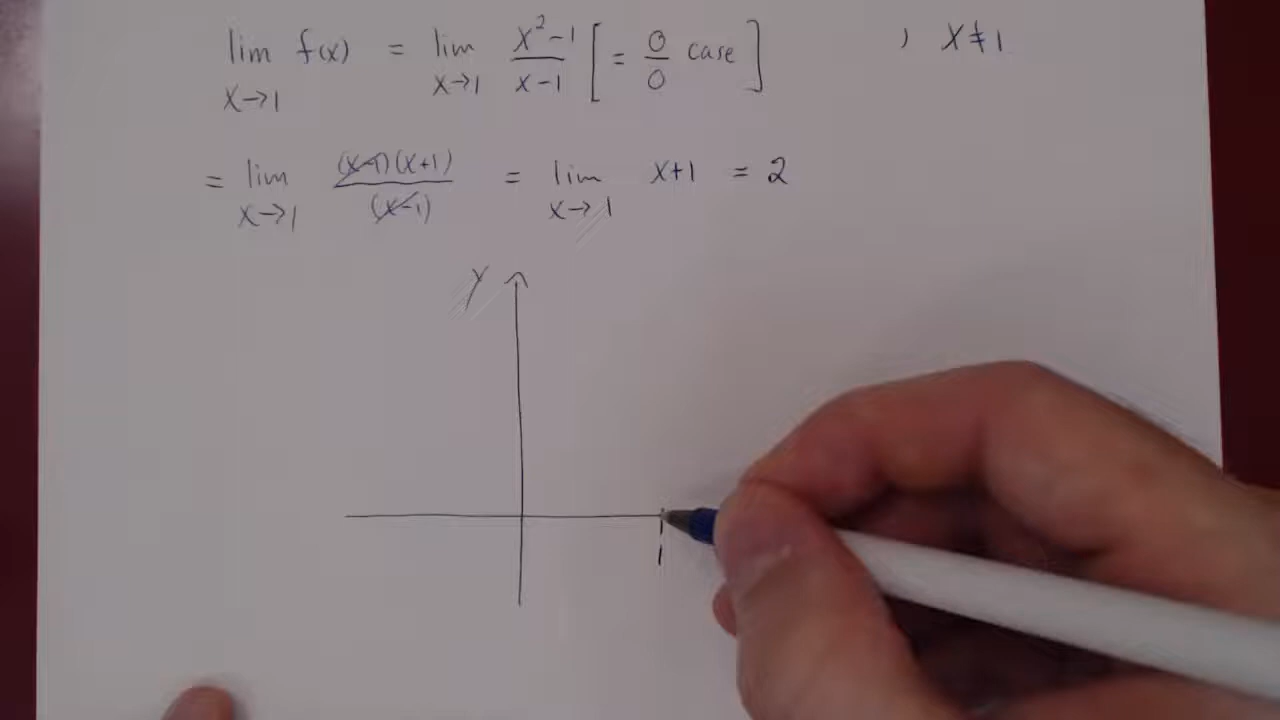 lim x→1 f(x) = lim x→1 x²-1 / x-1 [= 0/0 case] , x≠1
= lim x→1 (x-1)(x+1) / (x-1) = lim x→1 x+1 = 2
y
1